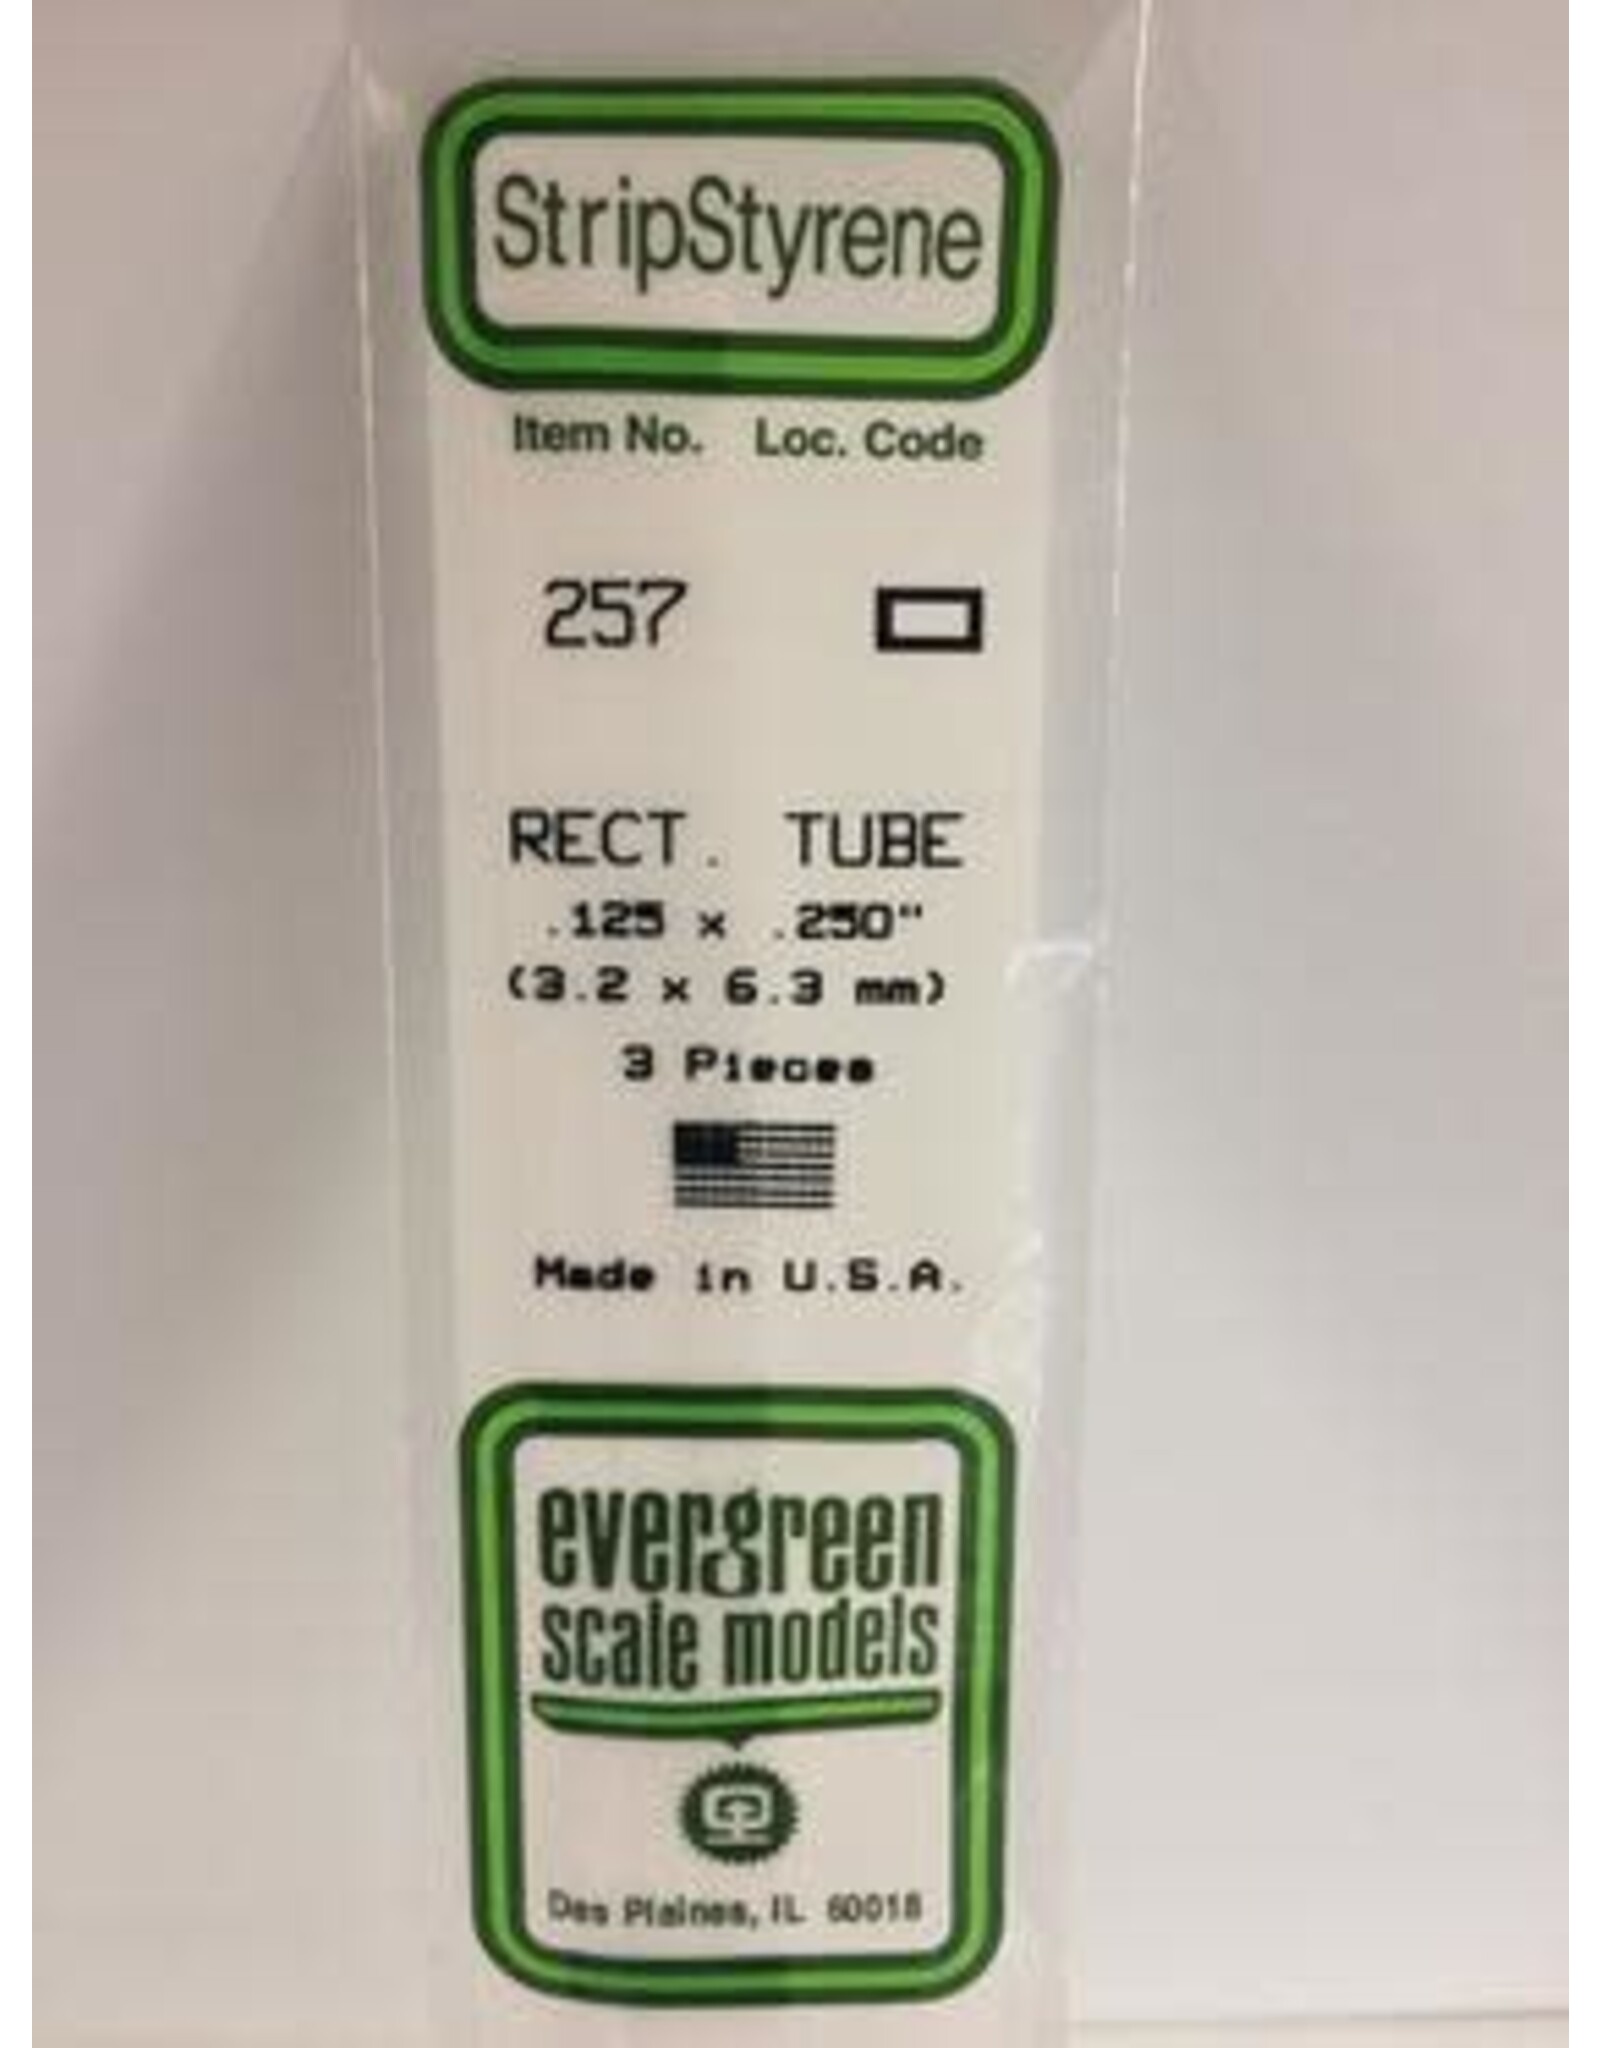 StripStyrene
Item No. Loc. Code
257
RECT. TUBE
.125 x .250"
(3.2 x 6.3 mm)
3 Pieces
Made in U.S.A.
evergreen
scale models
Des Plaines, IL 60018